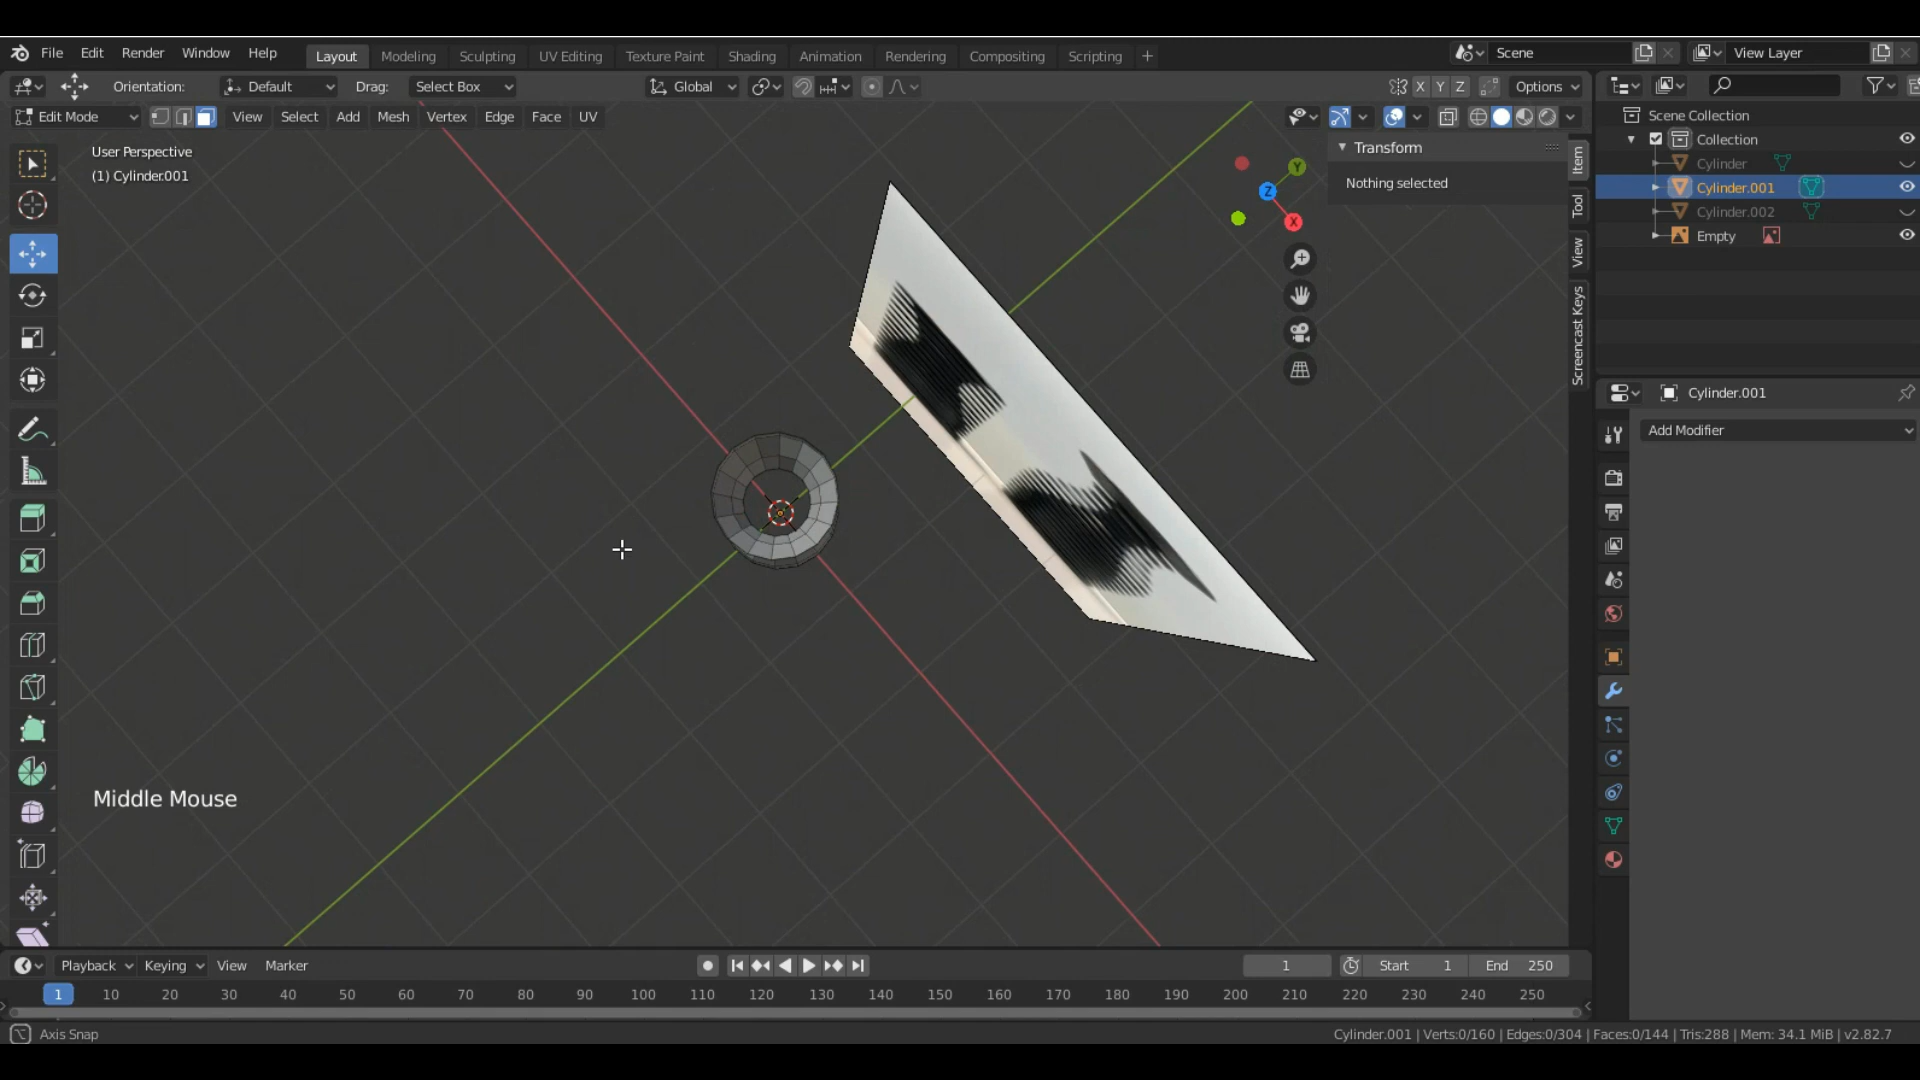 File Edit Render Window Help Layout Modeling Sculpting UV Editing Texture Paint Shading Animation Rendering Compositing Scripting + Scene View Layer
Orientation: Default Drag: Select Box Global X Y Z Options
Edit Mode View Select Add Mesh Vertex Edge Face UV
User Perspective
(1) Cylinder.001
Y
Z
X
Transform
Nothing selected
Item
Tool
View
Screencast Keys
Scene Collection
Collection
Cylinder
Cylinder.001
Cylinder.002
Empty
Cylinder.001
Add Modifier
Middle Mouse
Playback Keying View Marker 1 Start 1 End 250
1 10 20 30 40 50 60 70 80 90 100 110 120 130 140 150 160 170 180 190 200 210 220 230 240 250
Axis Snap
Cylinder.001 | Verts:0/160 | Edges:0/304 | Faces:0/144 | Tris:288 | Mem: 34.1 MiB | v2.82.7